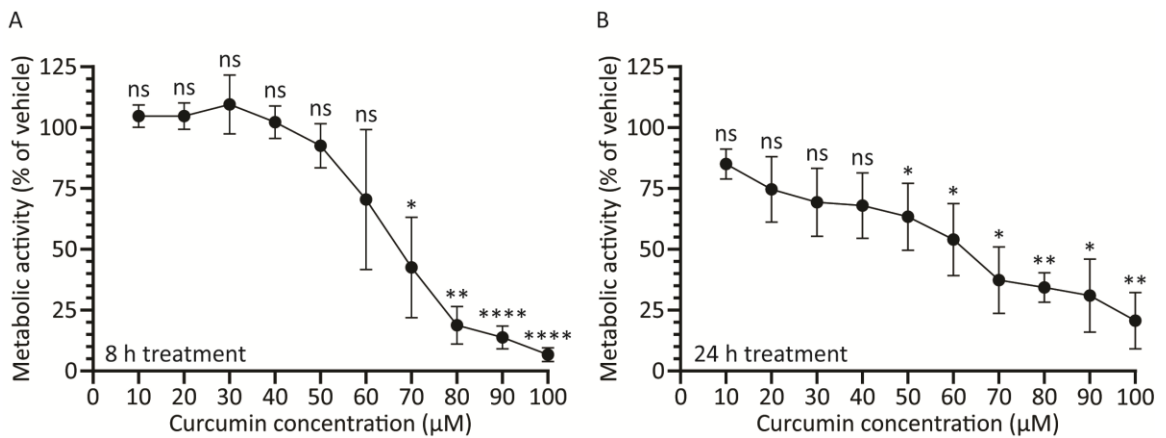 A
Metabolic activity (% of vehicle)
125
100
75
50
25
0
ns
ns
ns
ns
ns
ns
*
**
****
****
8 h treatment
0 10 20 30 40 50 60 70 80 90 100
Curcumin concentration (µM)
B
Metabolic activity (% of vehicle)
125
100
75
50
25
0
ns
ns
ns
ns
*
*
*
**
*
**
24 h treatment
0 10 20 30 40 50 60 70 80 90 100
Curcumin concentration (µM)